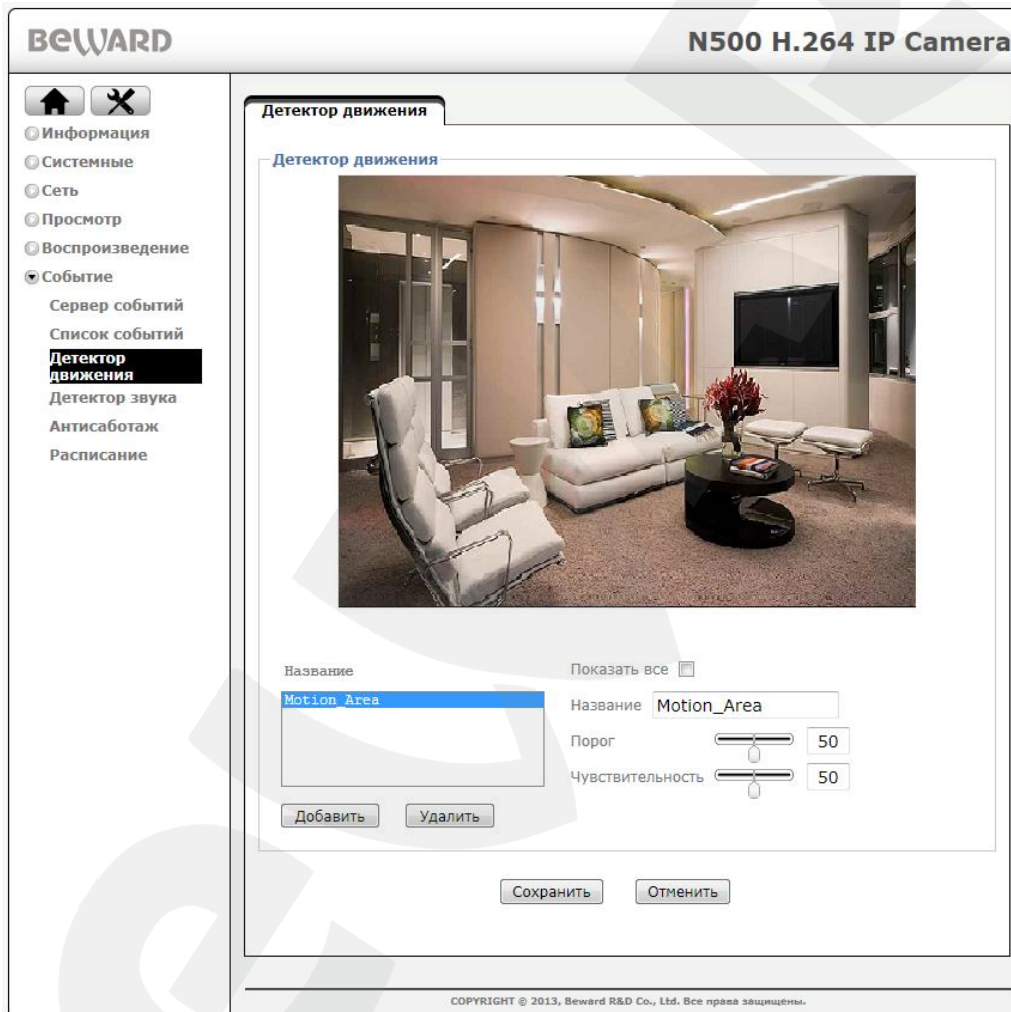 BEWARD
N500 H.264 IP Camera
Информация
Системные
Сеть
Просмотр
Воспроизведение
Событие
Сервер событий
Список событий
Детектор
движения
Детектор звука
Антисаботаж
Расписание
Детектор движения
Детектор движения
Название
Motion_Area
Добавить
Удалить
Показать все
Название Motion_Area
Порог 50
Чувствительность 50
Сохранить
Отменить
COPYRIGHT © 2013, Beward R&D Co., Ltd. Все права защищены.